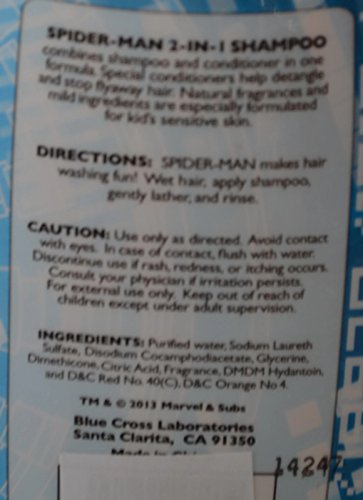 SPIDER-MAN 2-IN-1 SHAMPOO
combines shampoo and conditioner in one
formula. Special conditioners help detangle
and stop flyaway hair. Natural fragrances and
mild ingredients are especially formulated
for kid's sensitive skin.
DIRECTIONS: SPIDER-MAN makes hair
washing fun! Wet hair, apply shampoo,
gently lather, and rinse.
CAUTION: Use only as directed. Avoid contact
with eyes. In case of contact, flush with water.
Discontinue use if rash, redness, or itching occurs.
Consult your physician if irritation persists.
For external use only. Keep out of reach of
children except under adult supervision.
INGREDIENTS: Purified water, Sodium Laureth
Sulfate, Disodium Cocamphodiacetate, Glycerine,
Dimethicone, Citric Acid, Fragrance, DMDM Hydantoin,
and D&C Red No. 40(C), D&C Orange No 4.
TM & © 2013 Marvel & Subs
Blue Cross Laboratories
Santa Clarita, CA 91350
Made in
14247